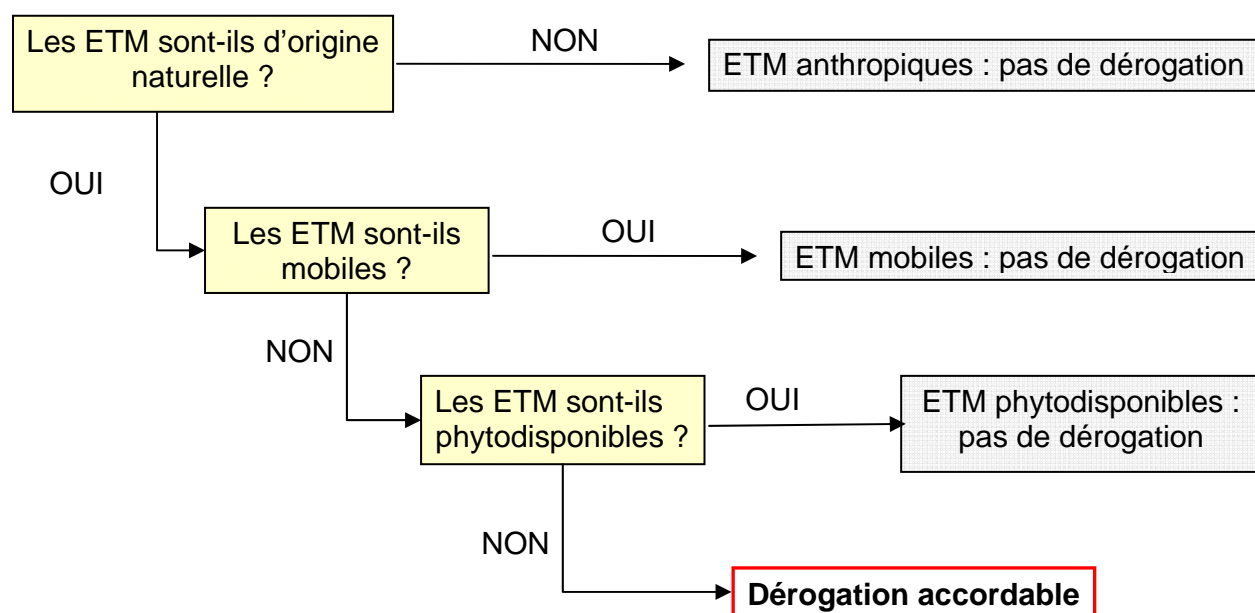 Les ETM sont-ils d'origine
naturelle ?
NON
ETM anthropiques : pas de dérogation
OUI
Les ETM sont-ils
mobiles ?
OUI
ETM mobiles : pas de dérogation
NON
Les ETM sont-ils
phytodisponibles ?
OUI
ETM phytodisponibles :
pas de dérogation
NON
Dérogation accordable